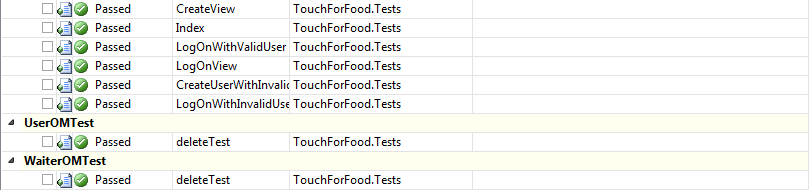 Passed CreateView TouchForFood.Tests
Passed Index TouchForFood.Tests
Passed LogOnWithValidUser TouchForFood.Tests
Passed LogOnView TouchForFood.Tests
Passed CreateUserWithInvalid TouchForFood.Tests
Passed LogOnWithInvalidUse TouchForFood.Tests
UserOMTest
Passed deleteTest TouchForFood.Tests
WaiterOMTest
Passed deleteTest TouchForFood.Tests